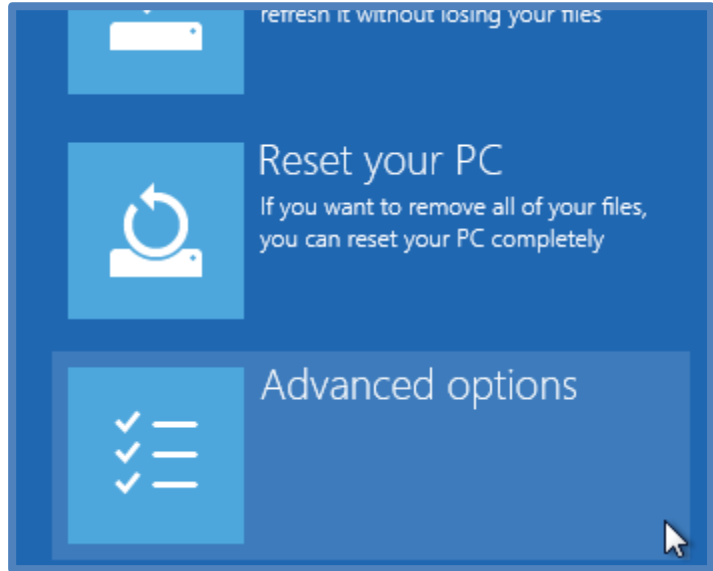 refresh it without losing your files
Reset your PC
If you want to remove all of your files,
you can reset your PC completely
Advanced options